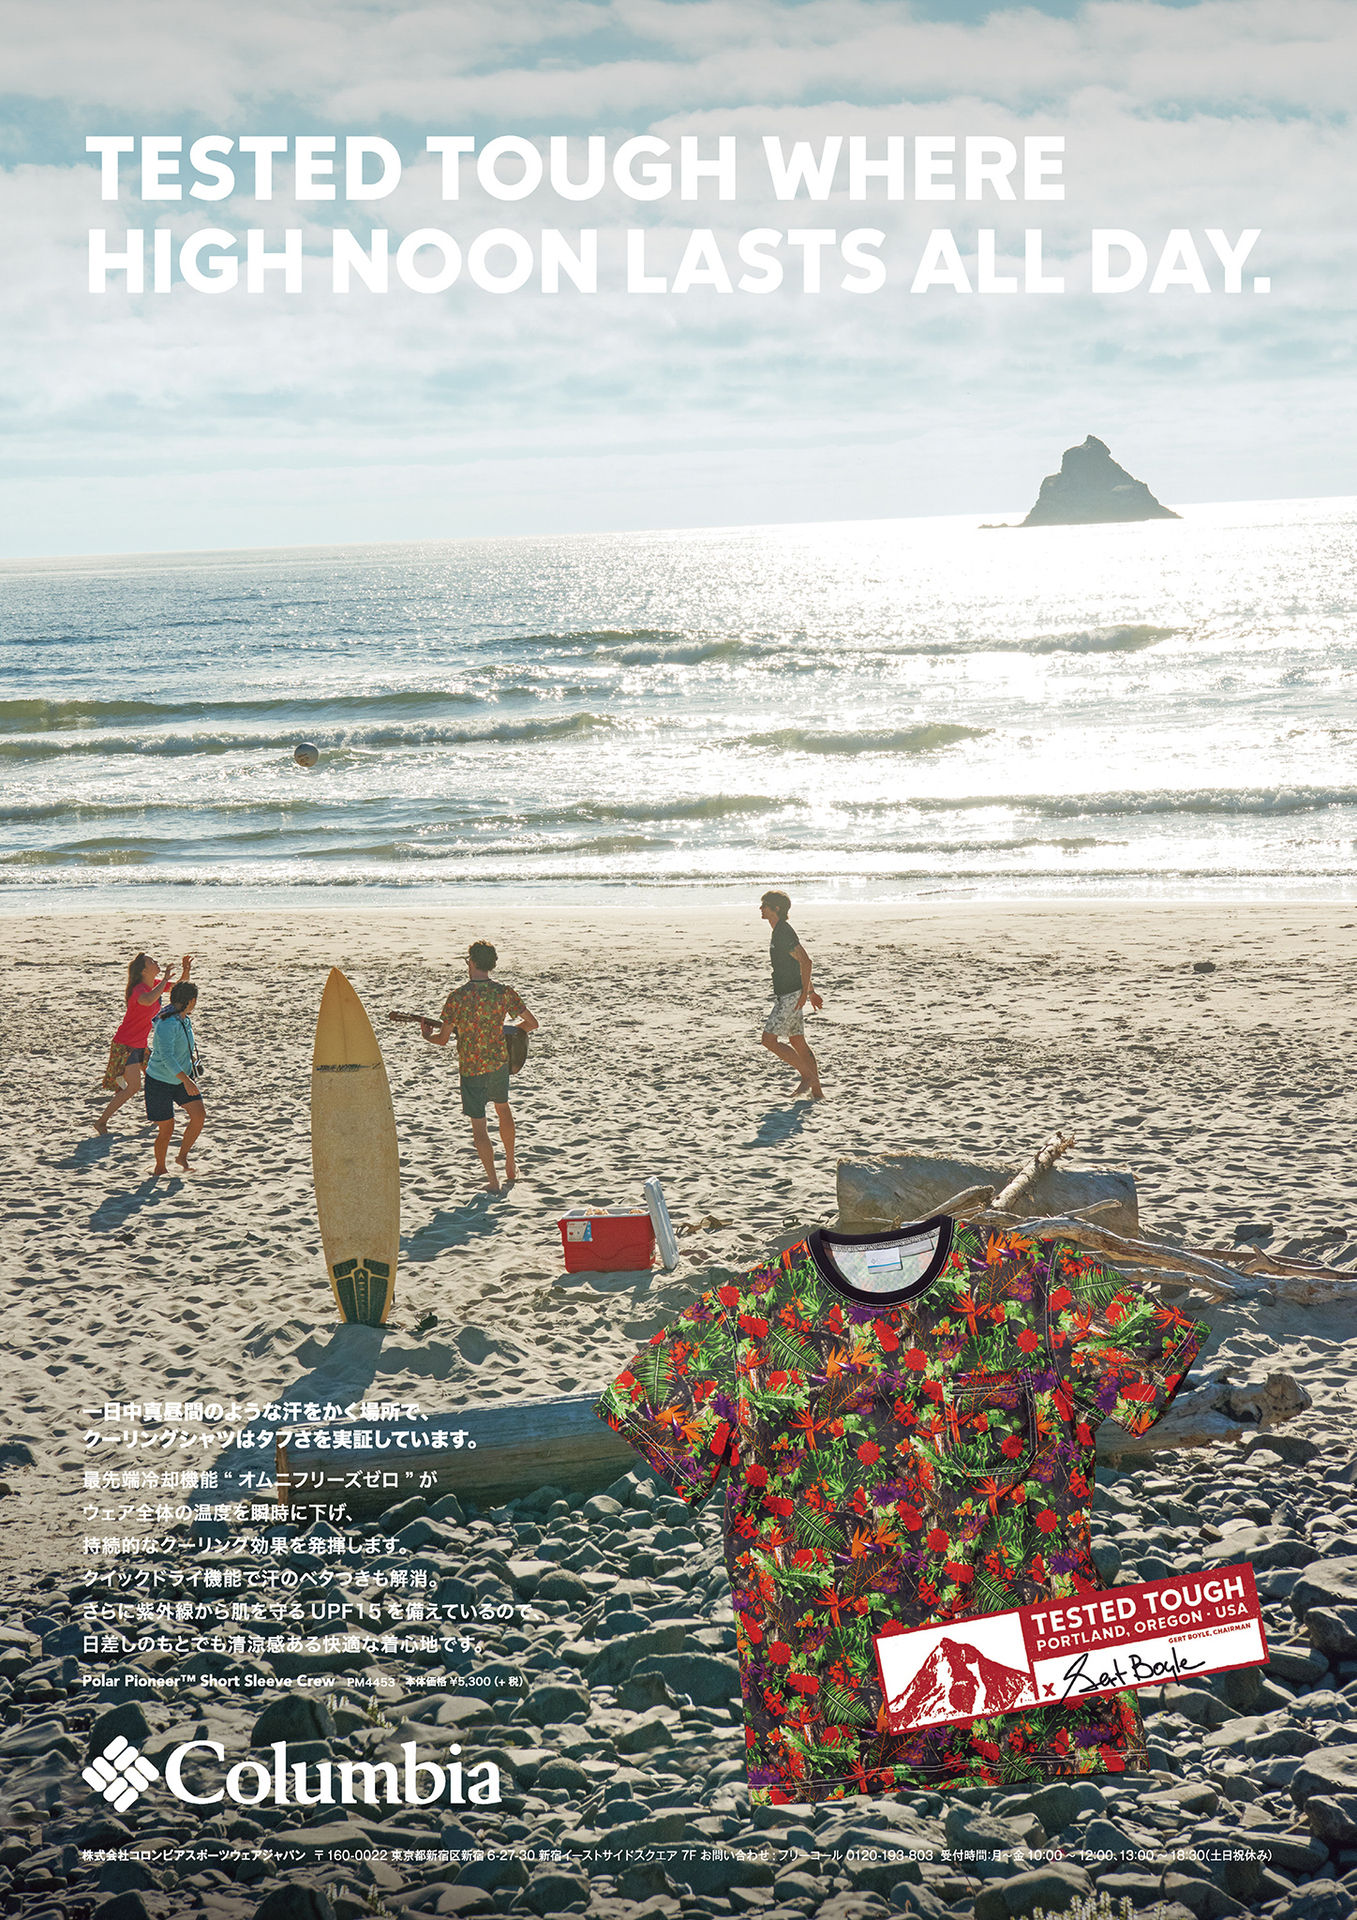 TESTED TOUGH WHERE
HIGH NOON LASTS ALL DAY.
TRUE NORTH
一日中真昼間のような汗をかく場所で、
クーリングシャツはタフさを実証しています。
最先端冷却機能“オムニフリーズゼロ”が
ウェア全体の温度を瞬時に下げ、
持続的なクーリング効果を発揮します。
クイックドライ機能で汗のベタつきも解消。
さらに紫外線から肌を守るUPF15を備えているので、
日差しのもとでも清涼感ある快適な着心地です。
Polar Pioneer™ Short Sleeve Crew PM4453 本体価格 ¥5,300(+税)
TESTED TOUGH
PORTLAND, OREGON · USA
GERT BOYLE, CHAIRMAN
x Gert Boyle
Columbia
株式会社コロンビアスポーツウェアジャパン 〒160-0022 東京都新宿区新宿 6-27-30 新宿イーストサイドスクエア 7F お問い合わせ : フリーコール 0120-193-803 受付時間:月~金 10:00 ~ 12:00、13:00 ~ 18:30(土日祝休み)